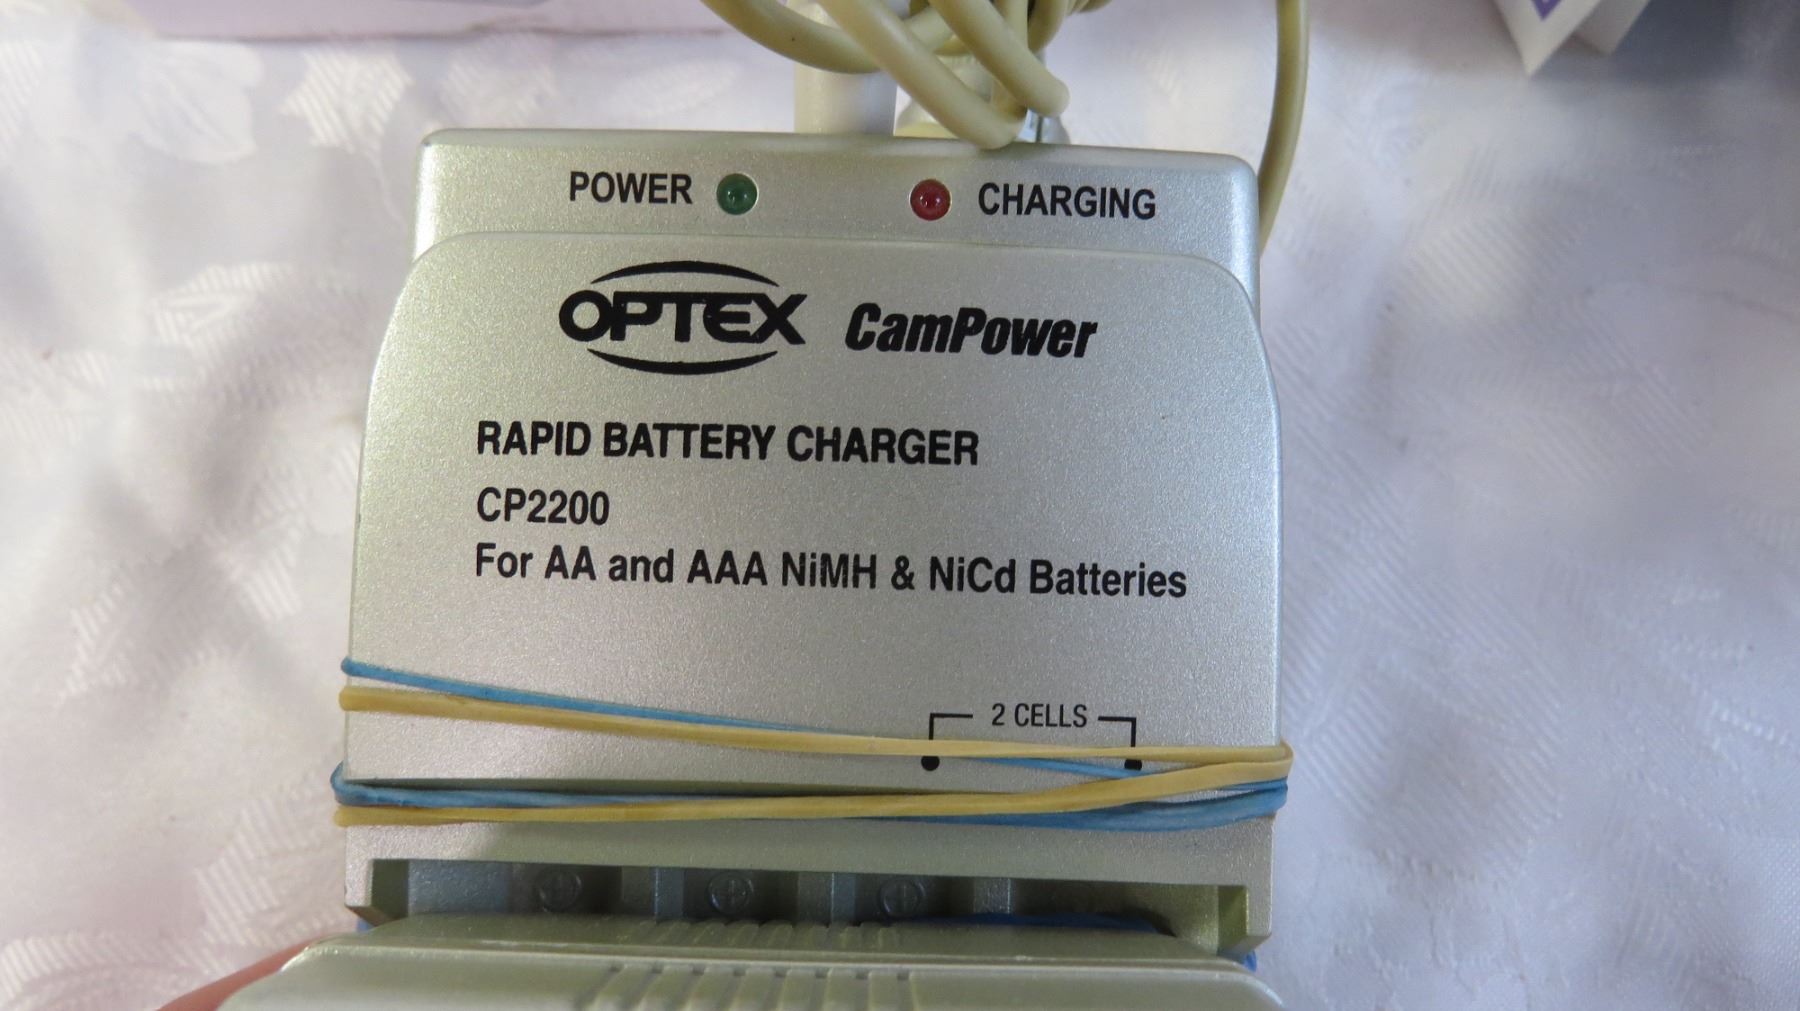 POWER CHARGING
OPTEX CamPower
RAPID BATTERY CHARGER
CP2200
For AA and AAA NiMH & NiCd Batteries
2 CELLS